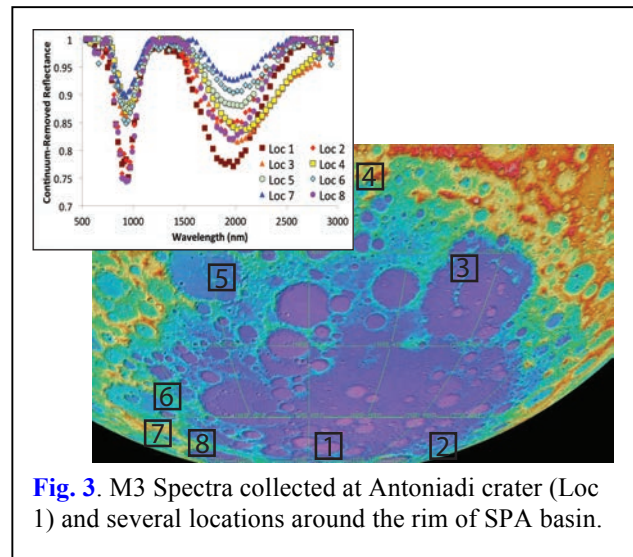 1
0.95
0.9
0.85
0.8
0.75
0.7
Continuum-Removed Reflectance
Loc 1 Loc 2
Loc 3 Loc 4
Loc 5 Loc 6
Loc 7 Loc 8
500 1000 1500 2000 2500 3000
Wavelength (nm)
4
3
5
6
7
8
1
2
Fig. 3. M3 Spectra collected at Antoniadi crater (Loc
1) and several locations around the rim of SPA basin.